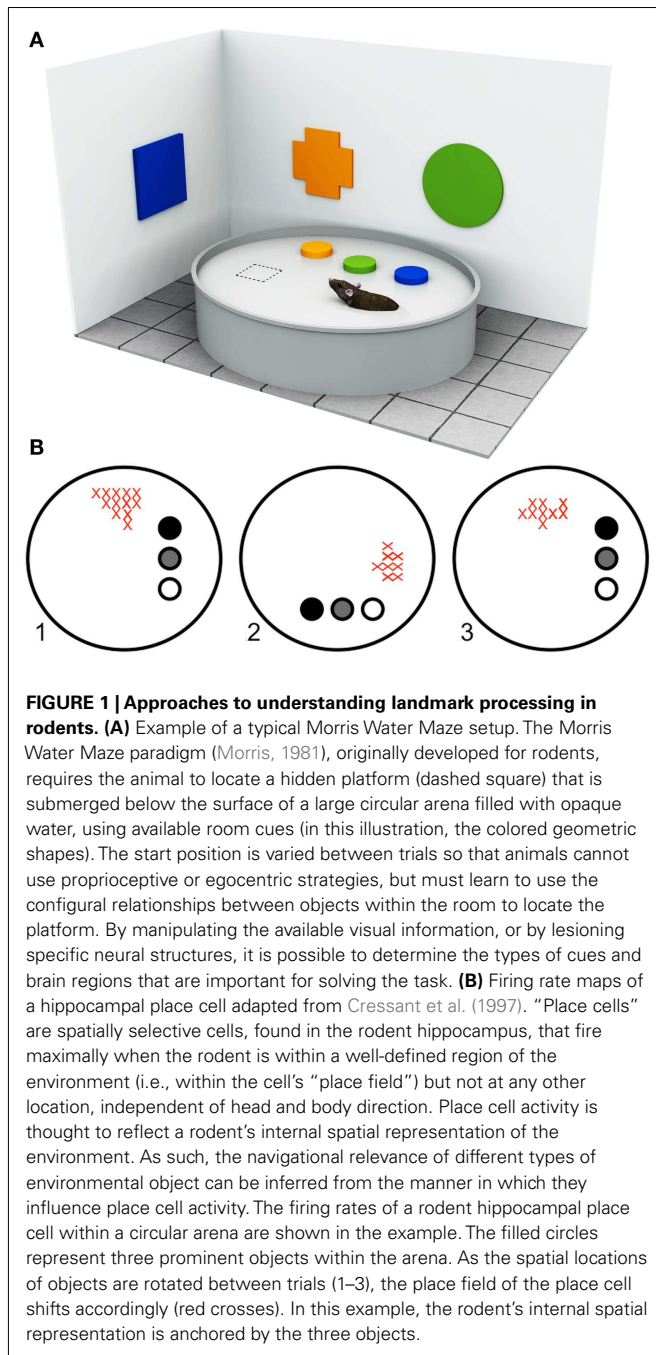 A
B
1
2
3
FIGURE 1 | Approaches to understanding landmark processing in
rodents. (A) Example of a typical Morris Water Maze setup. The Morris
Water Maze paradigm (Morris, 1981), originally developed for rodents,
requires the animal to locate a hidden platform (dashed square) that is
submerged below the surface of a large circular arena filled with opaque
water, using available room cues (in this illustration, the colored geometric
shapes). The start position is varied between trials so that animals cannot
use proprioceptive or egocentric strategies, but must learn to use the
configural relationships between objects within the room to locate the
platform. By manipulating the available visual information, or by lesioning
specific neural structures, it is possible to determine the types of cues and
brain regions that are important for solving the task. (B) Firing rate maps of
a hippocampal place cell adapted from Cressant et al. (1997). “Place cells”
are spatially selective cells, found in the rodent hippocampus, that fire
maximally when the rodent is within a well-defined region of the
environment (i.e., within the cell’s “place field”) but not at any other
location, independent of head and body direction. Place cell activity is
thought to reflect a rodent’s internal spatial representation of the
environment. As such, the navigational relevance of different types of
environmental object can be inferred from the manner in which they
influence place cell activity. The firing rates of a rodent hippocampal place
cell within a circular arena are shown in the example. The filled circles
represent three prominent objects within the arena. As the spatial locations
of objects are rotated between trials (1–3), the place field of the place cell
shifts accordingly (red crosses). In this example, the rodent’s internal spatial
representation is anchored by the three objects.